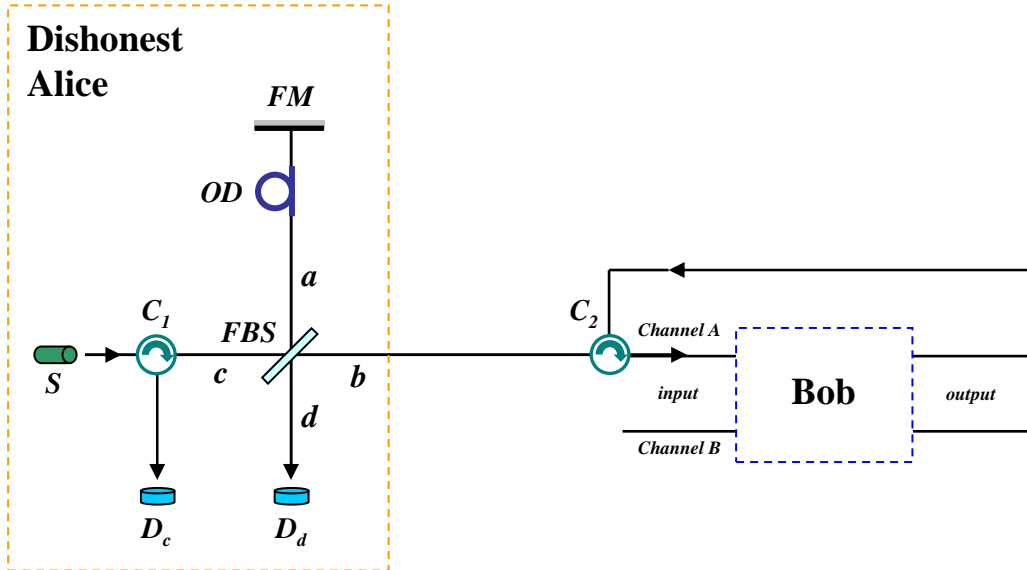 Dishonest
Alice
FM
OD
a
C1
FBS
C2
Channel A
S
c
b
input
Bob
output
d
Channel B
Dc
Dd